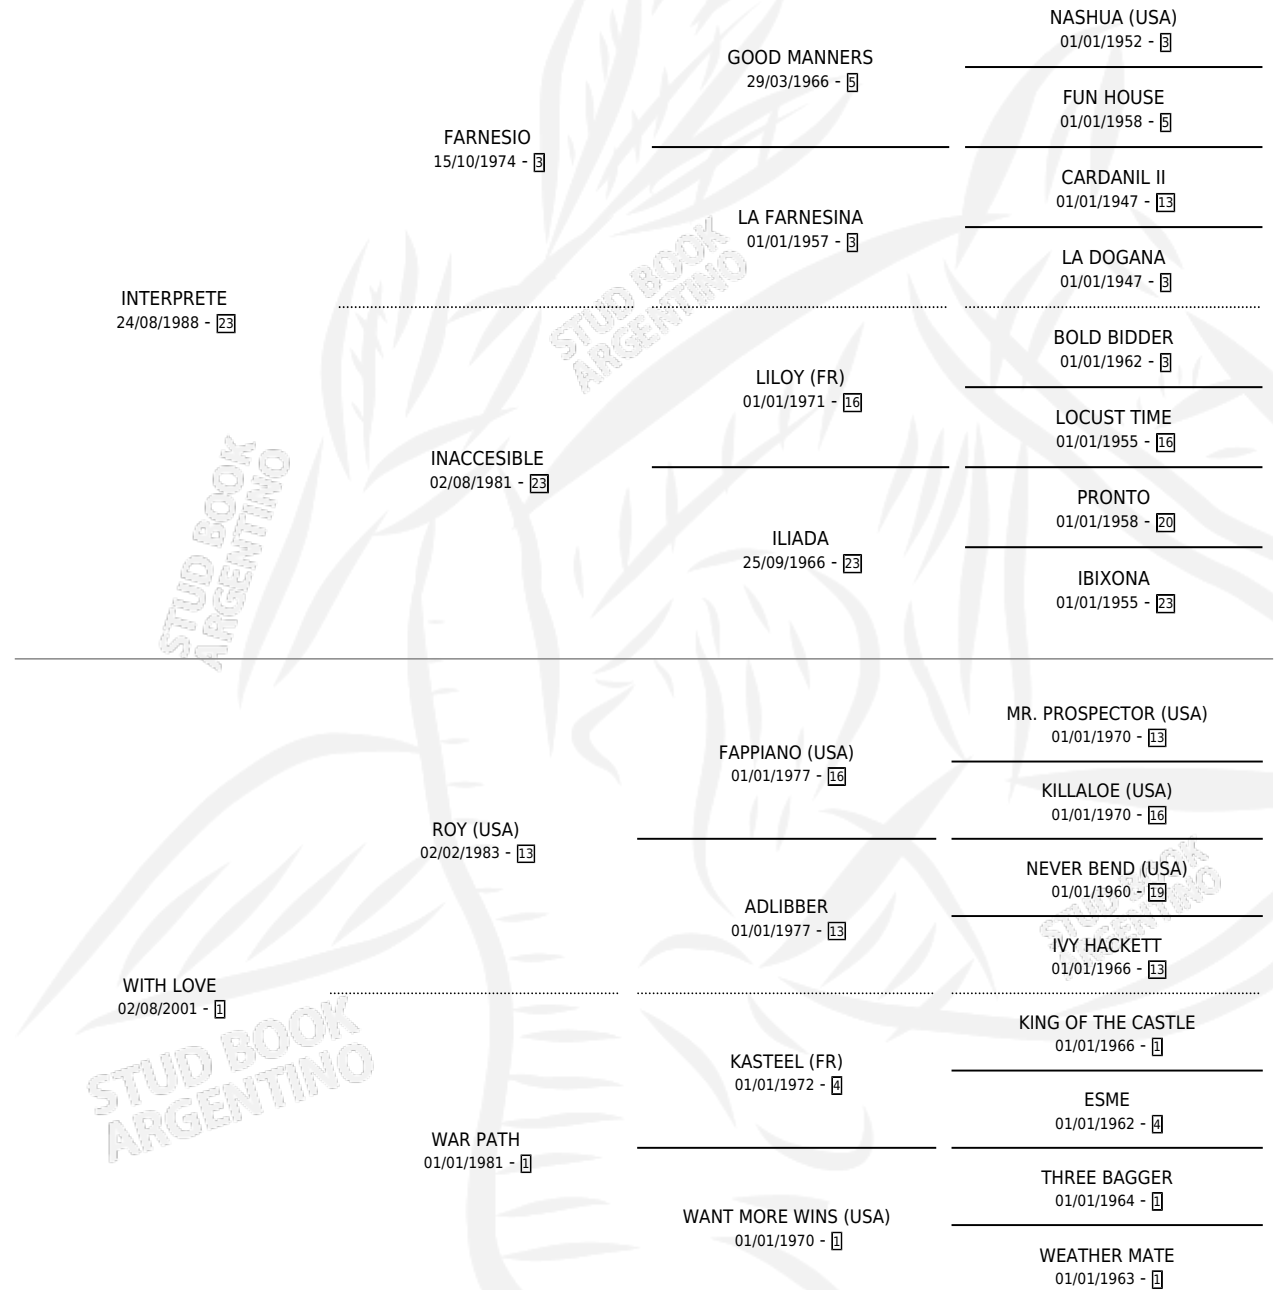 NASHUA (USA)
01/01/1952 - 3
GOOD MANNERS
29/03/1966 - 5
FUN HOUSE
01/01/1958 - 5
FARNESIO
15/10/1974 - 3
CARDANIL II
01/01/1947 - 13
LA FARNESINA
01/01/1957 - 3
LA DOGANA
01/01/1947 - 3
INTERPRETE
24/08/1988 - 23
BOLD BIDDER
01/01/1962 - 3
LILOY (FR)
01/01/1971 - 16
LOCUST TIME
01/01/1955 - 16
INACCESIBLE
02/08/1981 - 23
PRONTO
01/01/1958 - 20
ILIADA
25/09/1966 - 23
IBIXONA
01/01/1955 - 23
STUD BOOK
ARGENTINO
STUD BOOK
ARGENTINO
MR. PROSPECTOR (USA)
01/01/1970 - 13
FAPPIANO (USA)
01/01/1977 - 16
KILLALOE (USA)
01/01/1970 - 16
ROY (USA)
02/02/1983 - 13
NEVER BEND (USA)
01/01/1960 - 19
ADLIBBER
01/01/1977 - 13
IVY HACKETT
01/01/1966 - 13
STUD BOOK
ARGENTINO
WITH LOVE
02/08/2001 - 1
KING OF THE CASTLE
01/01/1966 - 1
KASTEEL (FR)
01/01/1972 - 4
ESME
01/01/1962 - 4
WAR PATH
01/01/1981 - 1
THREE BAGGER
01/01/1964 - 1
WANT MORE WINS (USA)
01/01/1970 - 1
WEATHER MATE
01/01/1963 - 1
STUD BOOK
ARGENTINO